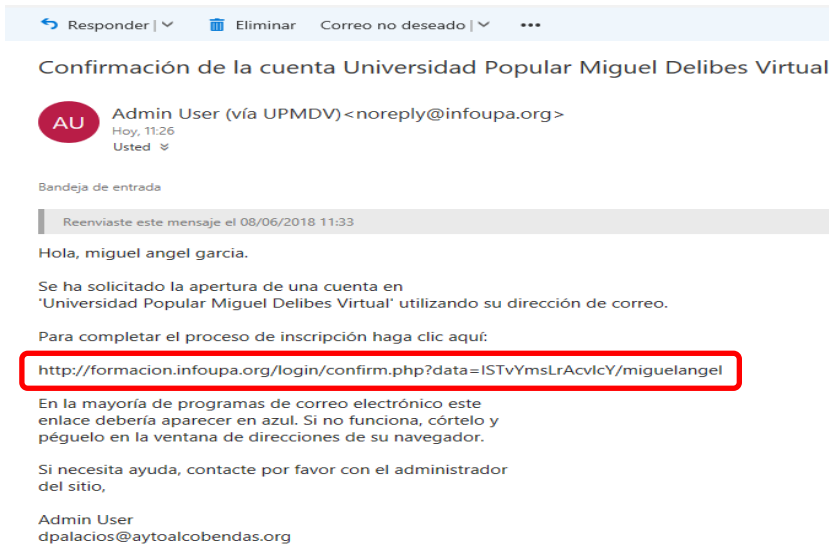 Responder |
Eliminar
Correo no deseado |
Confirmación de la cuenta Universidad Popular Miguel Delibes Virtual
AU
Admin User (vía UPMDV)<noreply@infoupa.org>
Hoy, 11:26
Usted
Bandeja de entrada
Reenviaste este mensaje el 08/06/2018 11:33
Hola, miguel angel garcia.
Se ha solicitado la apertura de una cuenta en
'Universidad Popular Miguel Delibes Virtual' utilizando su dirección de correo.
Para completar el proceso de inscripción haga clic aquí:
http://formacion.infoupa.org/login/confirm.php?data=lSTvYmsLrAcvlcY/miguelangel
En la mayoría de programas de correo electrónico este
enlace debería aparecer en azul. Si no funciona, córtelo y
péguelo en la ventana de direcciones de su navegador.
Si necesita ayuda, contacte por favor con el administrador
del sitio,
Admin User
dpalacios@aytoalcobendas.org